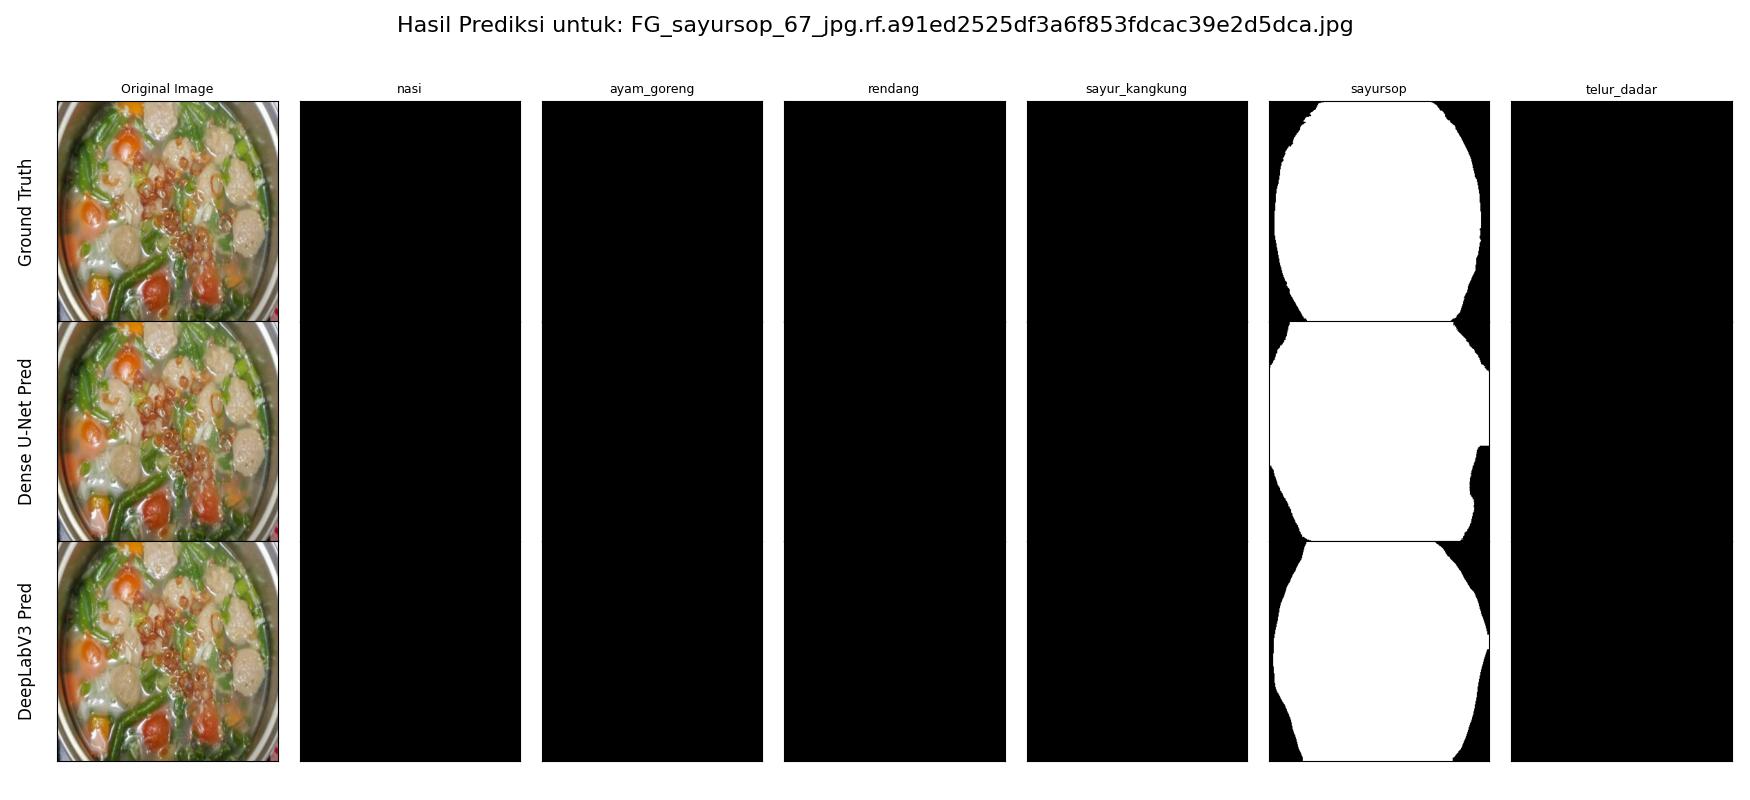 Hasil Prediksi untuk: FG_sayursop_67_jpg.rf.a91ed2525df3a6f853fdcac39e2d5dca.jpg
Original Image
nasi
ayam_goreng
rendang
sayur_kangkung
sayursop
telur_dadar
Ground Truth
Dense U-Net Pred
DeepLabV3 Pred